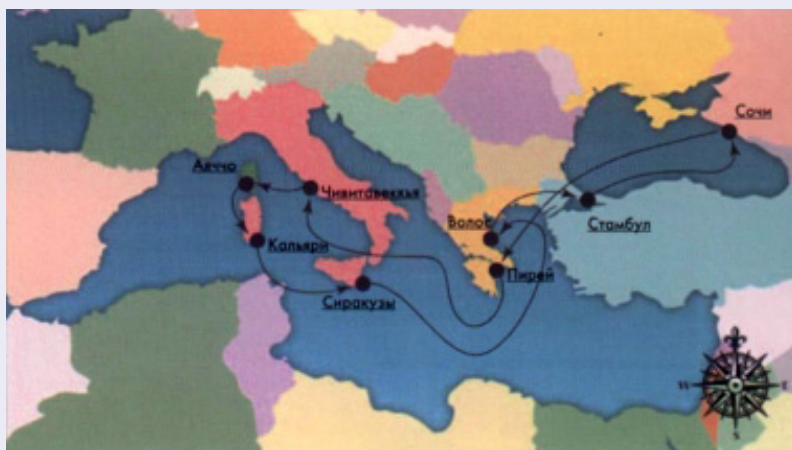 Сочи
Аяччо
Чивитавеккья
Волос
Стамбул
Кальяри
Пирей
Сиракузы
W
E
S